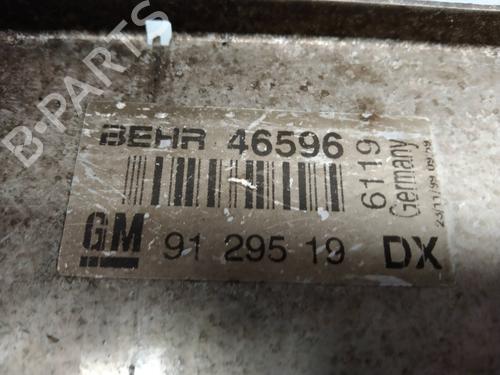 B-PARTS
BEHR 46596
GM 91 295 19 DX
6119
Germany